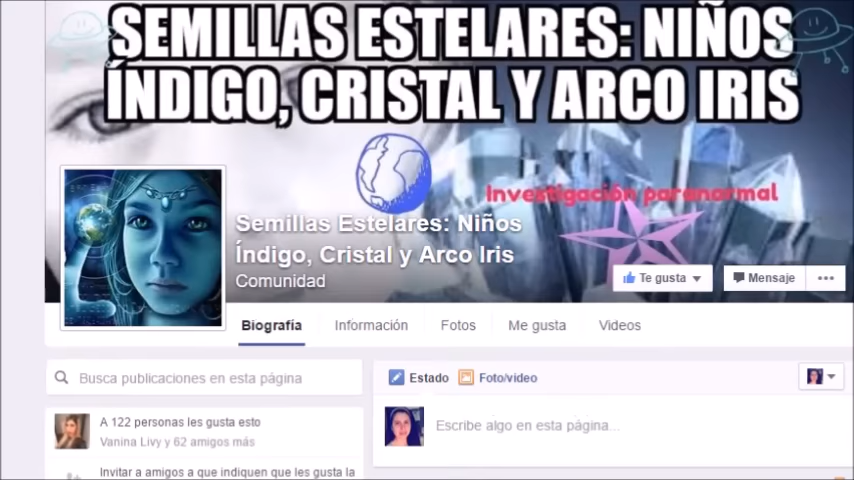 SEMILLAS ESTELARES: NIÑOS
ÍNDIGO, CRISTAL Y ARCO IRIS
Investigación paranormal
Semillas Estelares: Niños
Índigo, Cristal y Arco Iris
Comunidad
Te gusta
Mensaje
Biografía
Información
Fotos
Me gusta
Videos
Busca publicaciones en esta página
Estado
Foto/video
A 122 personas les gusta esto
Vanina Livy y 62 amigos más
Escribe algo en esta página...
Invitar a amigos a que indiquen que les gusta la